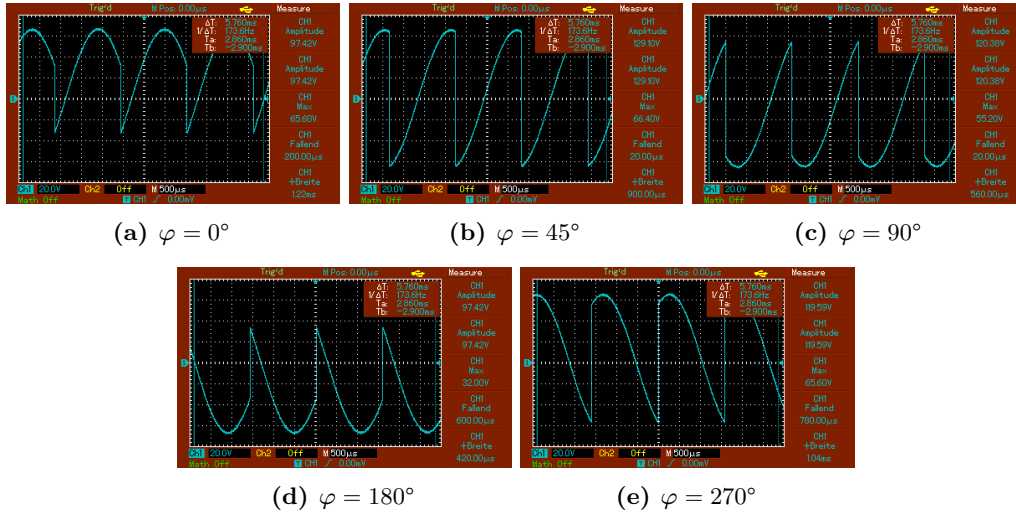 Trig'd M Pos: 0.00µs Measure
ΔT: 5.760ms
1/ΔT: 173.6Hz
Ta: 2.860ms
Tb: -2.900ms
CH1
Amplitude
97.42V
CH1
Amplitude
97.42V
CH1
Max
65.60V
CH1
Fallend
200.00µs
CH1
+Breite
1.22ms
Ch1 20.0V Ch2 Off M 500µs
Math Off T CH1 0.00mV
(a) φ = 0°
Trig'd M Pos: 0.00µs Measure
ΔT: 5.760ms
1/ΔT: 173.6Hz
Ta: 2.860ms
Tb: -2.900ms
CH1
Amplitude
129.10V
CH1
Amplitude
129.10V
CH1
Max
66.40V
CH1
Fallend
20.00µs
CH1
+Breite
900.00µs
Ch1 20.0V Ch2 Off M 500µs
Math Off T CH1 0.00mV
(b) φ = 45°
Trig'd M Pos: 0.00µs Measure
ΔT: 5.760ms
1/ΔT: 173.6Hz
Ta: 2.860ms
Tb: -2.900ms
CH1
Amplitude
120.38V
CH1
Amplitude
120.38V
CH1
Max
55.20V
CH1
Fallend
20.00µs
CH1
+Breite
560.00µs
Ch1 20.0V Ch2 Off M 500µs
Math Off T CH1 0.00mV
(c) φ = 90°
Trig'd M Pos: 0.00µs Measure
ΔT: 5.760ms
1/ΔT: 173.6Hz
Ta: 2.860ms
Tb: -2.900ms
CH1
Amplitude
97.42V
CH1
Amplitude
97.42V
CH1
Max
32.00V
CH1
Fallend
600.00µs
CH1
+Breite
420.00µs
Ch1 20.0V Ch2 Off M 500µs
Math Off T CH1 0.00mV
(d) φ = 180°
Trig'd M Pos: 0.00µs Measure
ΔT: 5.760ms
1/ΔT: 173.6Hz
Ta: 2.860ms
Tb: -2.900ms
CH1
Amplitude
119.59V
CH1
Amplitude
119.59V
CH1
Max
65.60V
CH1
Fallend
780.00µs
CH1
+Breite
1.04ms
Ch1 20.0V Ch2 Off M 500µs
Math Off T CH1 0.00mV
(e) φ = 270°